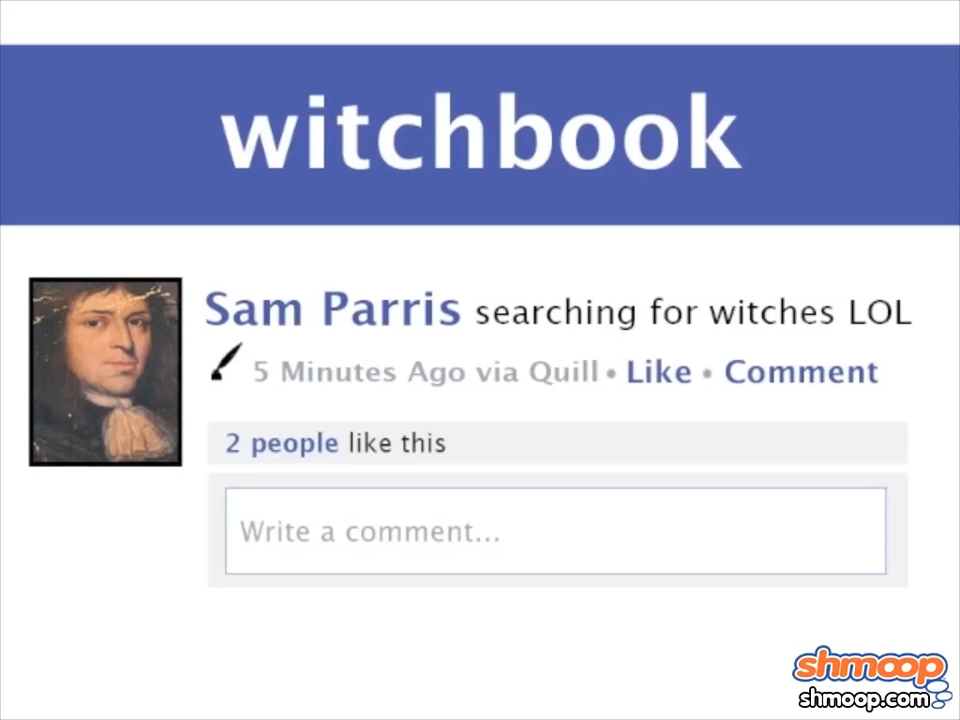 witchbook
Sam Parris searching for witches LOL
5 Minutes Ago via Quill • Like • Comment
2 people like this
Write a comment...
shmoop
shmoop.com